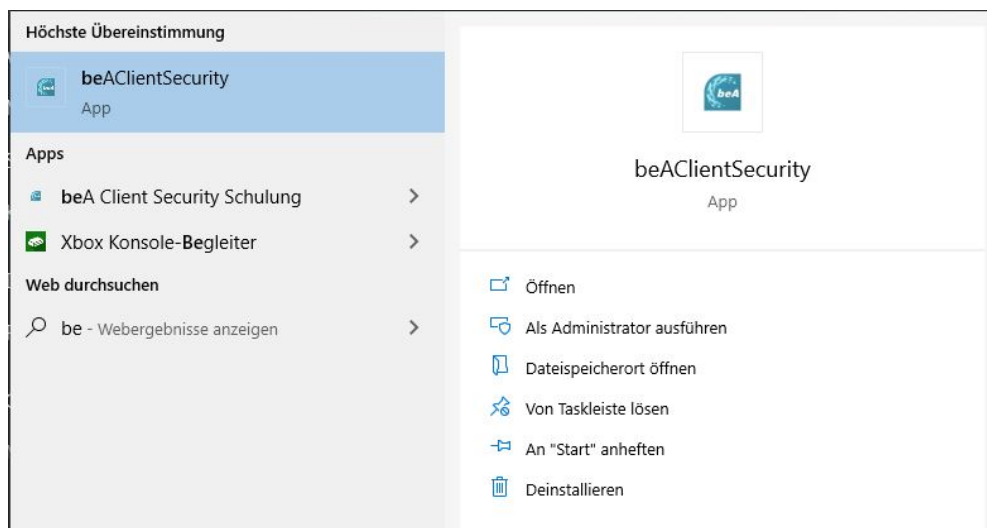 Höchste Übereinstimmung
beAClientSecurity
App
Apps
beA Client Security Schulung
Xbox Konsole-Begleiter
Web durchsuchen
be - Webergebnisse anzeigen
beA
beAClientSecurity
App
Öffnen
Als Administrator ausführen
Dateispeicherort öffnen
Von Taskleiste lösen
An "Start" anheften
Deinstallieren